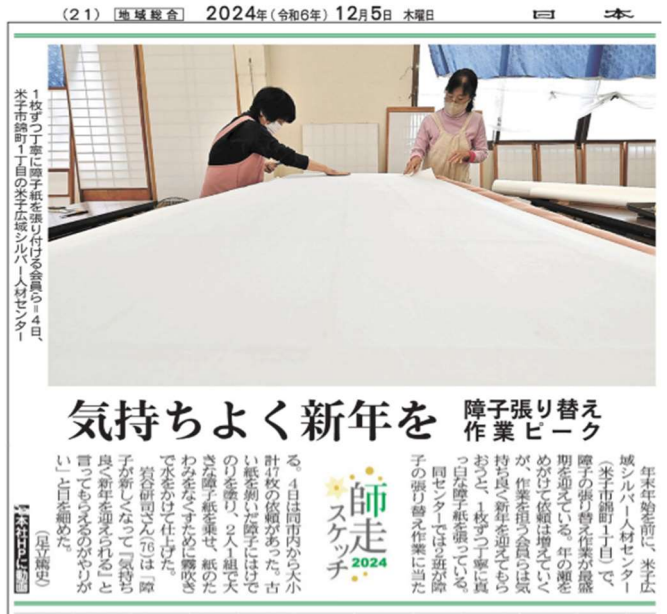 (21) 地域総合 2024年(令和6年)12月5日 木曜日 日本
1枚ずつ丁寧に障子紙を張り付ける会員ら=4日、
米子市錦町1丁目の米子広域シルバー人材センター
気持ちよく新年を
障子張り替え
作業ピーク
師走
スケッチ
2024
年末年始を前に、米子広
域シルバー人材センター
(米子市錦町1丁目)で、
障子の張り替え作業が最盛
期を迎えている。年の瀬を
めがけて依頼は増えていく
が、作業を担う会員らは気
持ち良く新年を迎えてもら
おうと、1枚ずつ丁寧に真
っ白な障子紙を張っている。
同センターでは2班が障
子の張り替え作業に当た
る。4日は同市内から大小
計47枚の依頼があった。古
い紙を剝いだ障子にはけで
のりを塗り、2人1組で大
きな障子紙を乗せ、紙のた
わみをなくすために霧吹き
で水をかけて仕上げた。
岩谷研司さん(76)は「障
子が新しくなって『気持ち
良く新年を迎えられる』と
言ってもらえるのがやりが
い」と目を細めた。
(足立篤史)
本社HPに動画